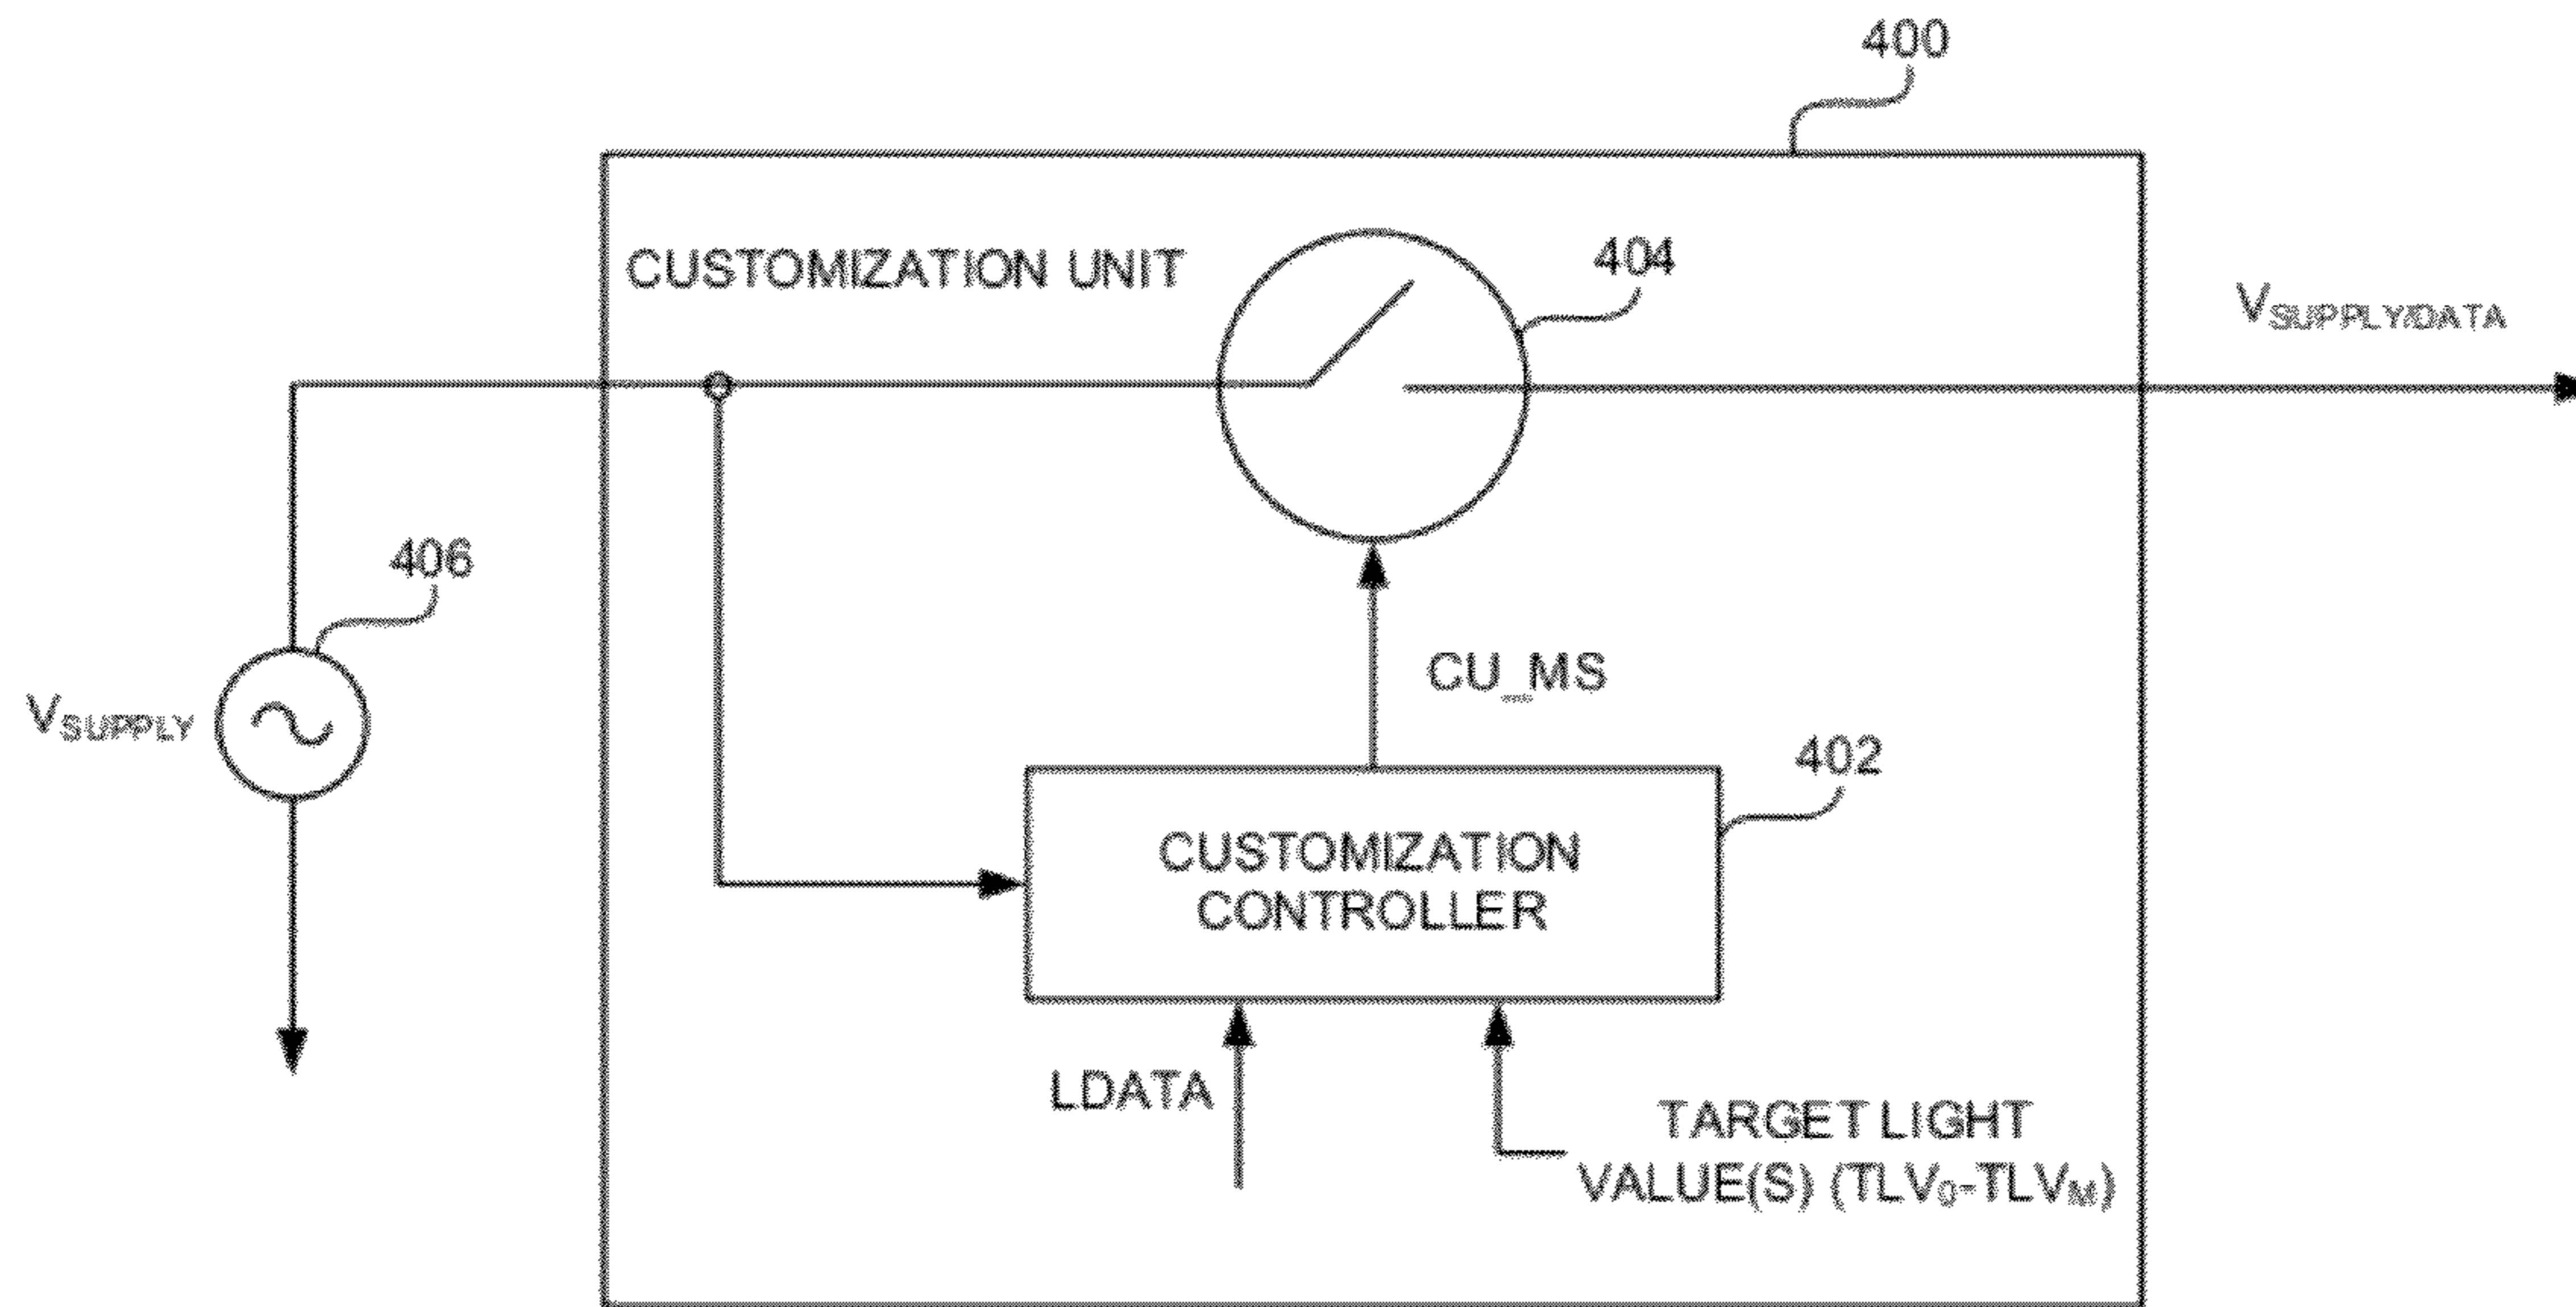 400
CUSTOMIZATION UNIT
404
VSUPPLY/DATA
406
VSUPPLY
CU_MS
402
CUSTOMIZATION
CONTROLLER
LDATA
TARGET LIGHT
VALUE(S) (TLV0-TLVM)